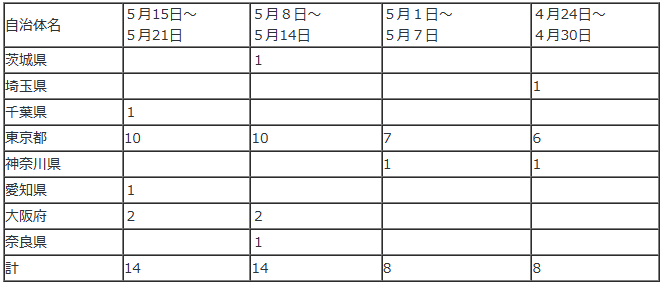 自治体名 5月15日～ 5月8日～ 5月1日～ 4月24日～
5月21日 5月14日 5月7日 4月30日
茨城県 1
埼玉県 1
千葉県 1
東京都 10 10 7 6
神奈川県 1 1
愛知県 1
大阪府 2 2
奈良県 1
計 14 14 8 8